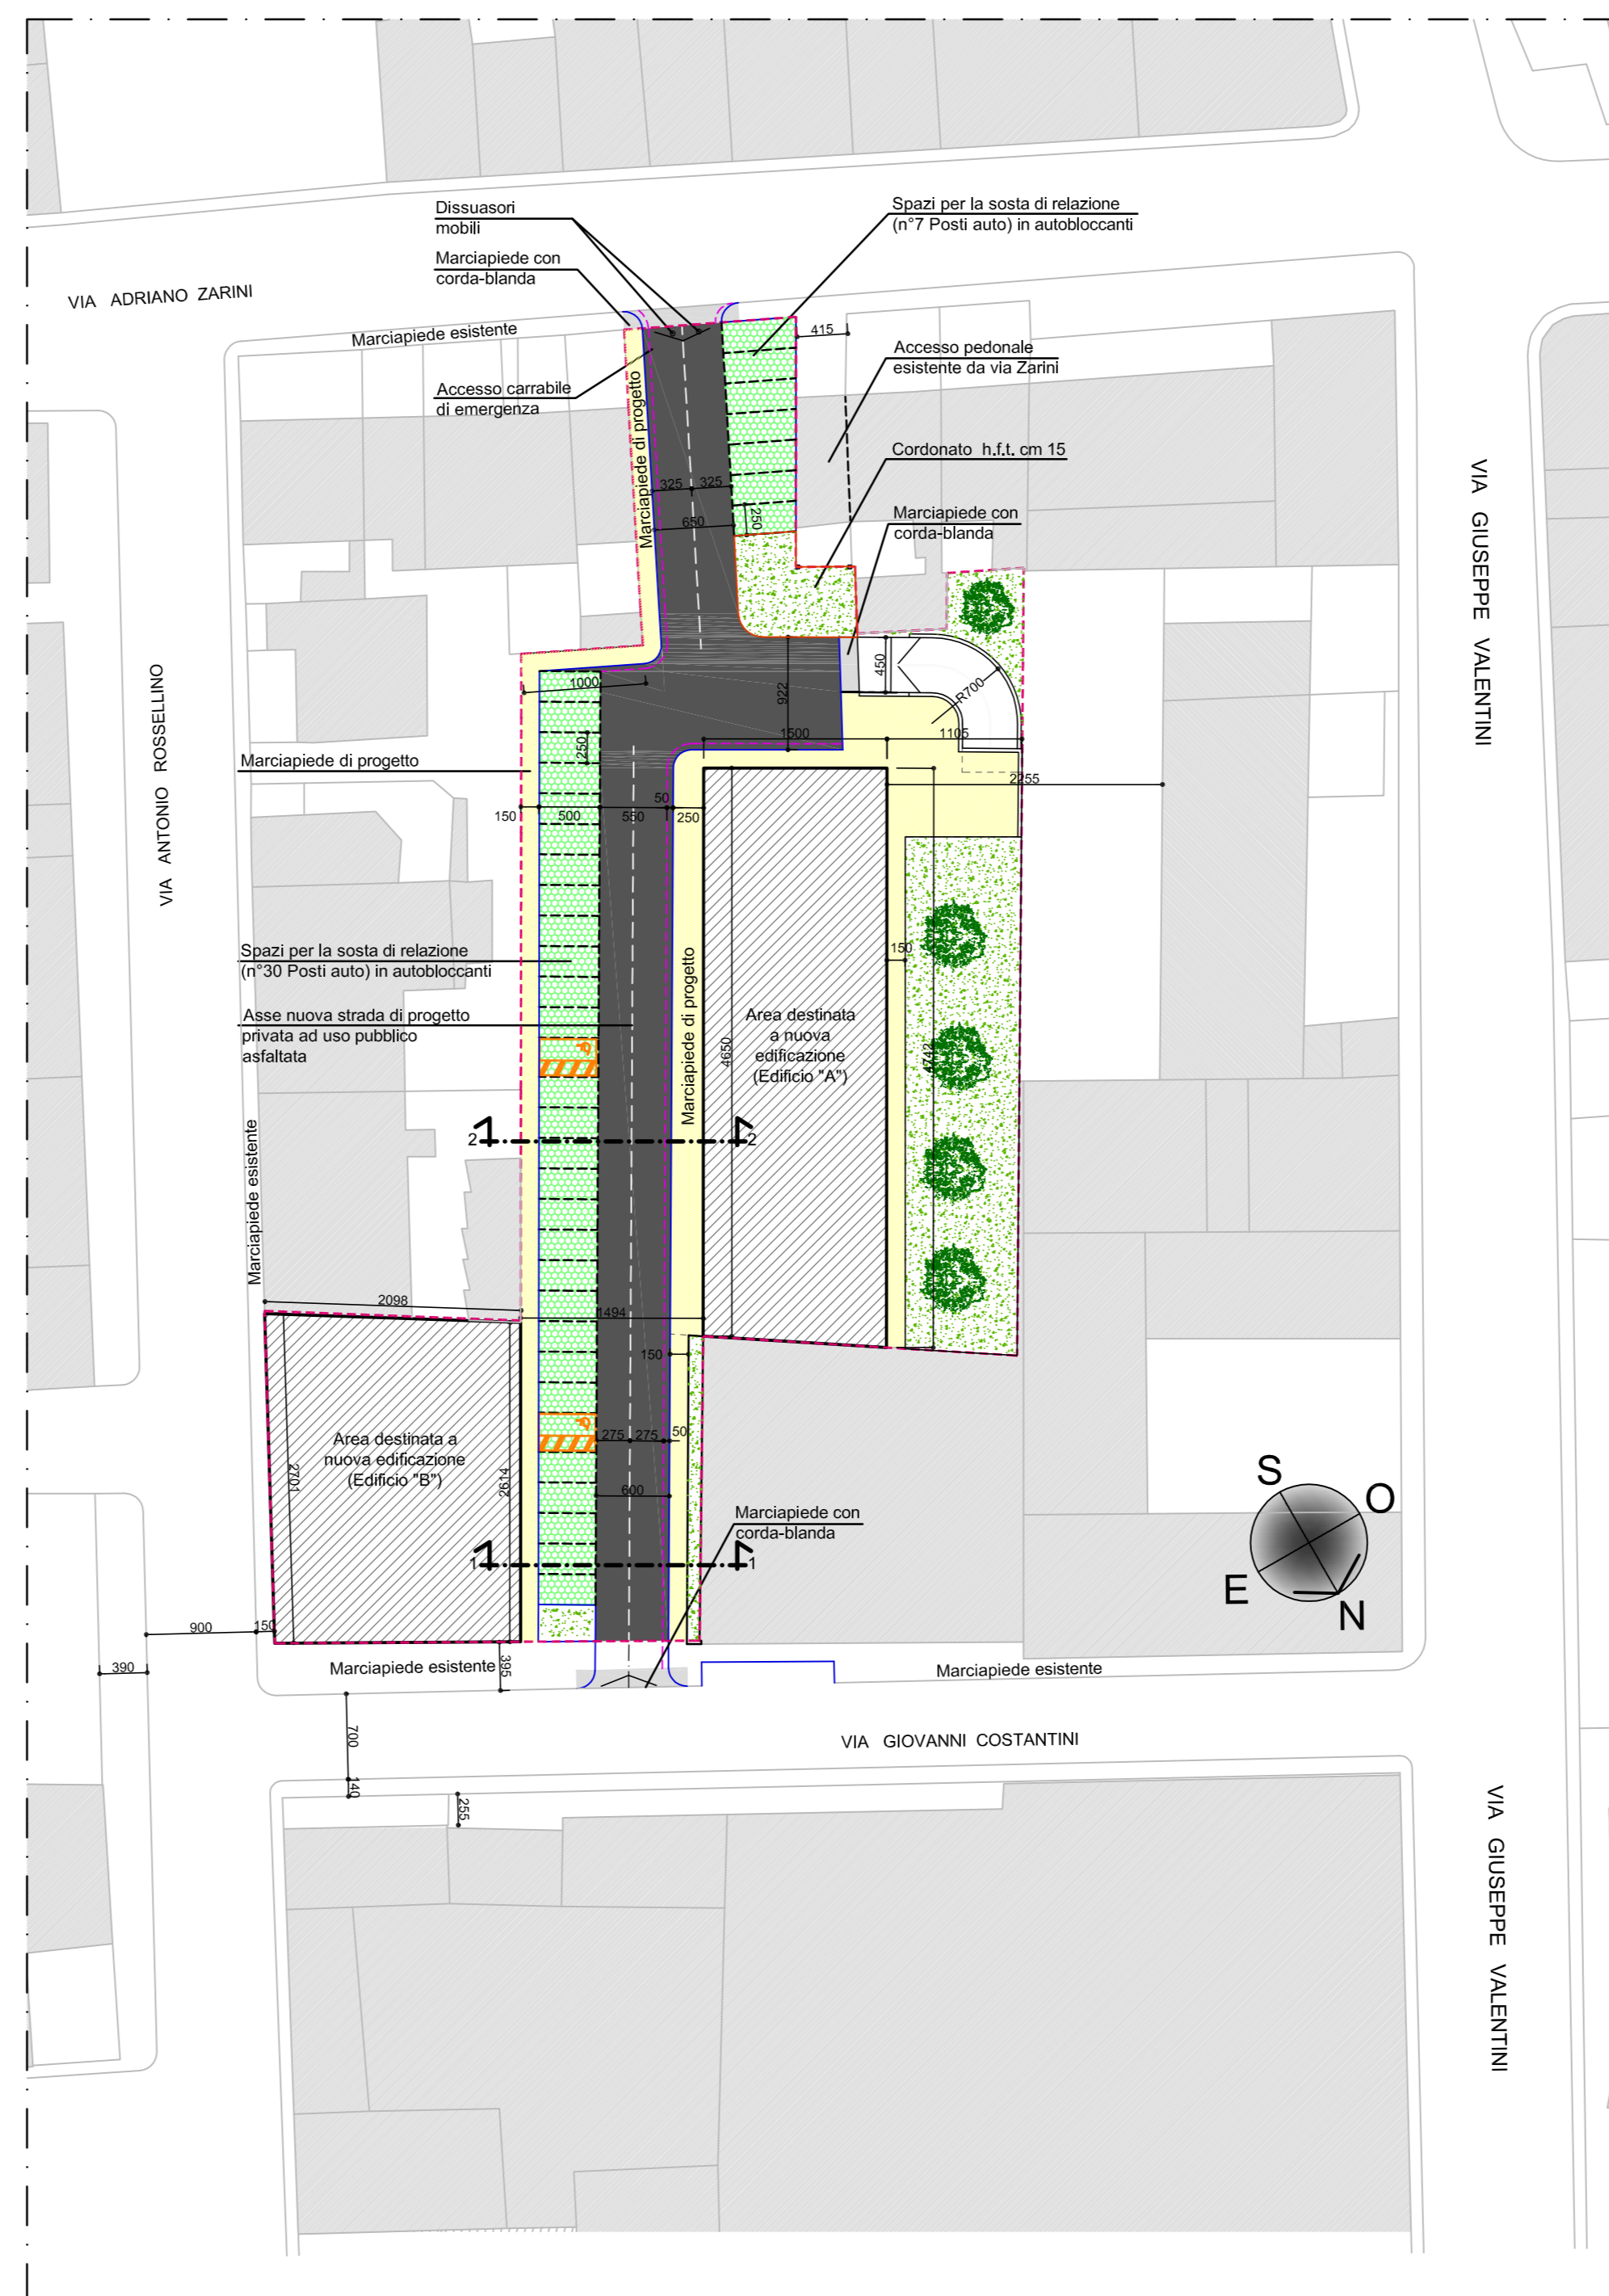 Dissuasori
mobili
Spazi per la sosta di relazione
(n°7 Posti auto) in autobloccanti
Marciapiede con
corda-blanda
VIA ADRIANO ZARINI
Marciapiede esistente
415
Accesso pedonale
esistente da via Zarini
Accesso carrabile
di emergenza
Marciapiede di progetto
Cordonato h.f.t. cm 15
VIA GIUSEPPE VALENTINI
325
325
650
250
Marciapiede con
corda-blanda
VIA ANTONIO ROSSELLINO
1000
922
450
R700
250
1500
1105
Marciapiede di progetto
2255
150
500
550
50
250
Spazi per la sosta di relazione
(n°30 Posti auto) in autobloccanti
150
Marciapiede di progetto
Asse nuova strada di progetto
privata ad uso pubblico
asfaltata
4650
Area destinata
a nuova
edificazione
(Edificio "A")
4742
Marciapiede esistente
2
2
2098
1494
150
Area destinata a
nuova edificazione
(Edificio "B")
2701
2614
275
275
50
600
S
O
E
N
Marciapiede con
corda-blanda
1
1
900
150
390
Marciapiede esistente
395
Marciapiede esistente
700
VIA GIOVANNI COSTANTINI
140
255
VIA GIUSEPPE VALENTINI